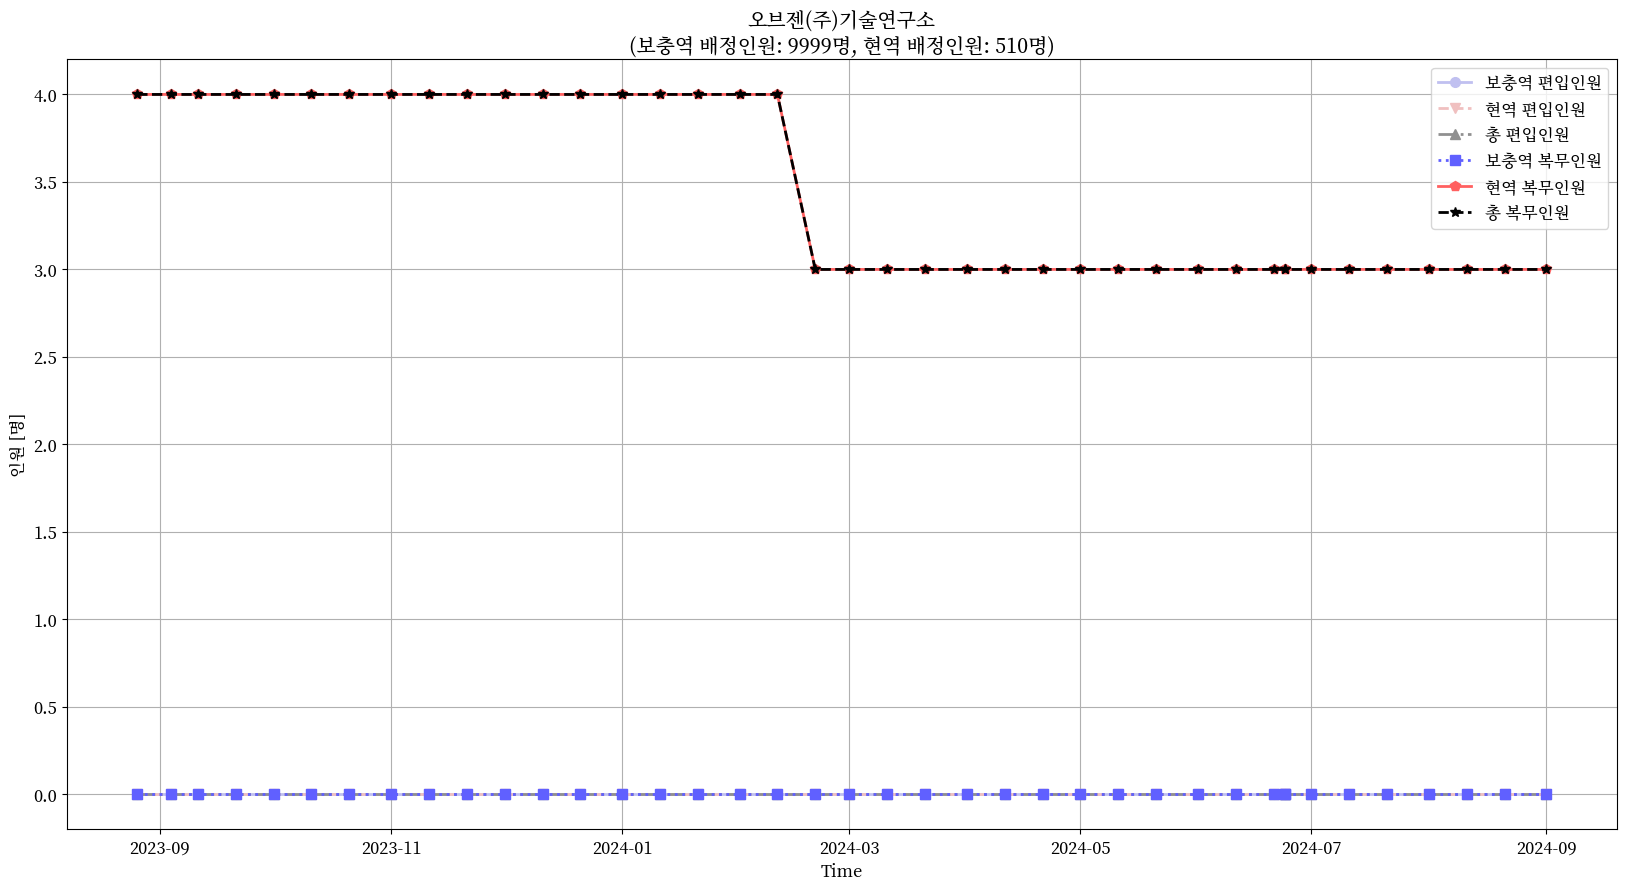 오브젠(주)기술연구소
(보충역 배정인원: 9999명, 현역 배정인원: 510명)
보충역 편입인원
현역 편입인원
총 편입인원
보충역 복무인원
현역 복무인원
총 복무인원
인원 [명]
4.0
3.5
3.0
2.5
2.0
1.5
1.0
0.5
0.0
2023-09
2023-11
2024-01
2024-03
2024-05
2024-07
2024-09
Time